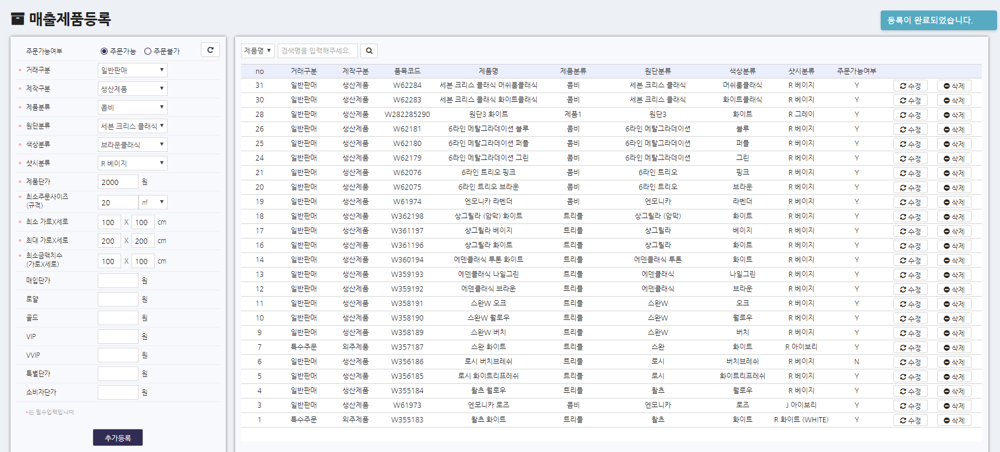 매출제품등록
등록이 완료되었습니다.
주문가능여부 주문가능 주문불가
* 거래구분 일반판매
* 제작구분 생산제품
* 제품분류 콤비
* 원단분류 세븐 크리스 클래식
* 색상분류 브라운클래식
* 샷시분류 R 베이지
* 제품단가 2000 원
* 최소주문사이즈
(규격) 20 ㎡
* 최소 가로X세로 100 X 100 cm
* 최대 가로X세로 200 X 200 cm
* 최소금액치수
(가로X세로) 100 X 100 cm
매입단가 원
로얄 원
골드 원
VIP 원
VVIP 원
특별단가 원
소비자단가 원
*는 필수입력입니다.
추가등록
제품명 검색명을 입력해주세요.
no 거래구분 제작구분 품목코드 제품명 제품분류 원단분류 색상분류 샷시분류 주문가능여부
31 일반판매 생산제품 W62284 세븐 크리스 클래식 머쉬룸클래식 콤비 세븐 크리스 클래식 머쉬룸클래식 R 베이지 Y 수정 삭제
30 일반판매 생산제품 W62283 세븐 크리스 클래식 화이트클래식 콤비 세븐 크리스 클래식 화이트클래식 R 베이지 Y 수정 삭제
28 일반판매 생산제품 W282285290 원단3 화이트 제품1 원단3 화이트 R 그레이 Y 수정 삭제
26 일반판매 생산제품 W62181 6라인 메탈그라데이션 블루 콤비 6라인 메탈그라데이션 블루 R 베이지 Y 수정 삭제
25 일반판매 생산제품 W62180 6라인 메탈그라데이션 퍼플 콤비 6라인 메탈그라데이션 퍼플 R 베이지 Y 수정 삭제
24 일반판매 생산제품 W62179 6라인 메탈그라데이션 그린 콤비 6라인 메탈그라데이션 그린 R 베이지 Y 수정 삭제
21 일반판매 생산제품 W62076 6라인 트리오 핑크 콤비 6라인 트리오 핑크 R 베이지 Y 수정 삭제
20 일반판매 생산제품 W62075 6라인 트리오 브라운 콤비 6라인 트리오 브라운 R 베이지 Y 수정 삭제
19 일반판매 생산제품 W61974 엔모니카 라벤더 콤비 엔모니카 라벤더 R 베이지 Y 수정 삭제
18 일반판매 생산제품 W362198 상그릴라 (암막) 화이트 트리플 상그릴라 (암막) 화이트 R 베이지 Y 수정 삭제
17 일반판매 생산제품 W361197 샹그릴라 베이지 트리플 샹그릴라 베이지 R 베이지 Y 수정 삭제
16 일반판매 생산제품 W361196 샹그릴라 화이트 트리플 샹그릴라 화이트 R 베이지 Y 수정 삭제
14 일반판매 생산제품 W360194 에덴클래식 투톤 화이트 트리플 에덴클래식 투톤 화이트 R 베이지 Y 수정 삭제
13 일반판매 생산제품 W359193 에덴클래식 나일그린 트리플 에덴클래식 나일그린 R 베이지 Y 수정 삭제
12 일반판매 생산제품 W359192 에덴클래식 브라운 트리플 에덴클래식 브라운 R 베이지 Y 수정 삭제
11 일반판매 생산제품 W358191 스완W 오크 트리플 스완W 오크 R 베이지 Y 수정 삭제
10 일반판매 생산제품 W358190 스완W 윌로우 트리플 스완W 윌로우 R 베이지 Y 수정 삭제
9 일반판매 생산제품 W358189 스완W 버치 트리플 스완W 버치 R 베이지 Y 수정 삭제
7 특수주문 외주제품 W357187 스완 화이트 트리플 스완 화이트 R 아이보리 Y 수정 삭제
6 일반판매 생산제품 W356186 로시 버치브레쉬 트리플 로시 버치브레쉬 R 베이지 N 수정 삭제
5 일반판매 생산제품 W356185 로시 화이트리프레쉬 트리플 로시 화이트리프레쉬 R 베이지 Y 수정 삭제
4 일반판매 생산제품 W355184 왈츠 윌로우 트리플 왈츠 윌로우 R 베이지 Y 수정 삭제
3 일반판매 생산제품 W61973 엔모니카 로즈 콤비 엔모니카 로즈 J 아이보리 Y 수정 삭제
1 특수주문 외주제품 W355183 왈츠 화이트 트리플 왈츠 화이트 R 화이트 (WHITE) Y 수정 삭제